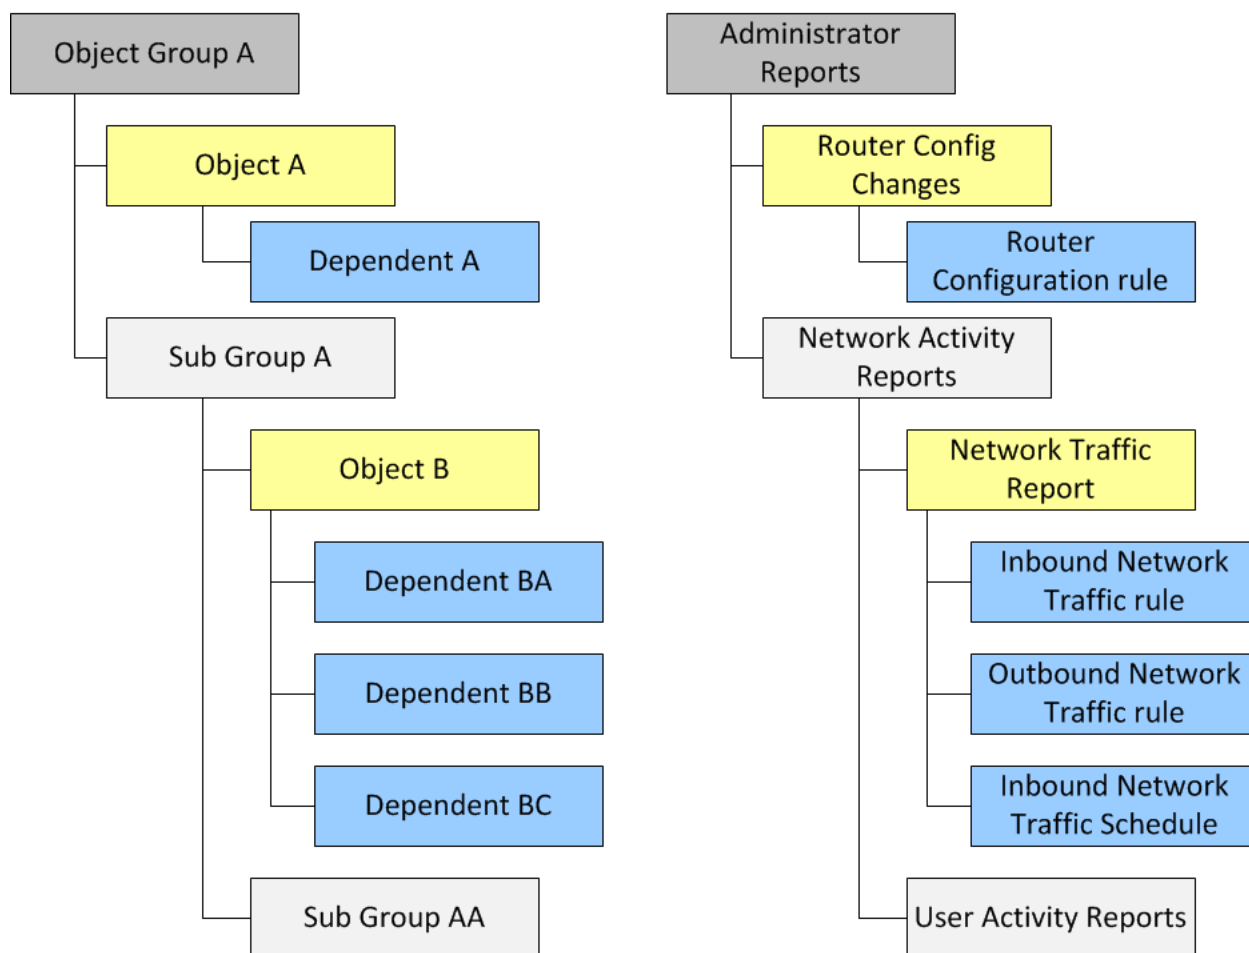 Object Group A
Object A
Dependent A
Sub Group A
Object B
Dependent BA
Dependent BB
Dependent BC
Sub Group AA
Administrator
Reports
Router Config
Changes
Router
Configuration rule
Network Activity
Reports
Network Traffic
Report
Inbound Network
Traffic rule
Outbound Network
Traffic rule
Inbound Network
Traffic Schedule
User Activity Reports